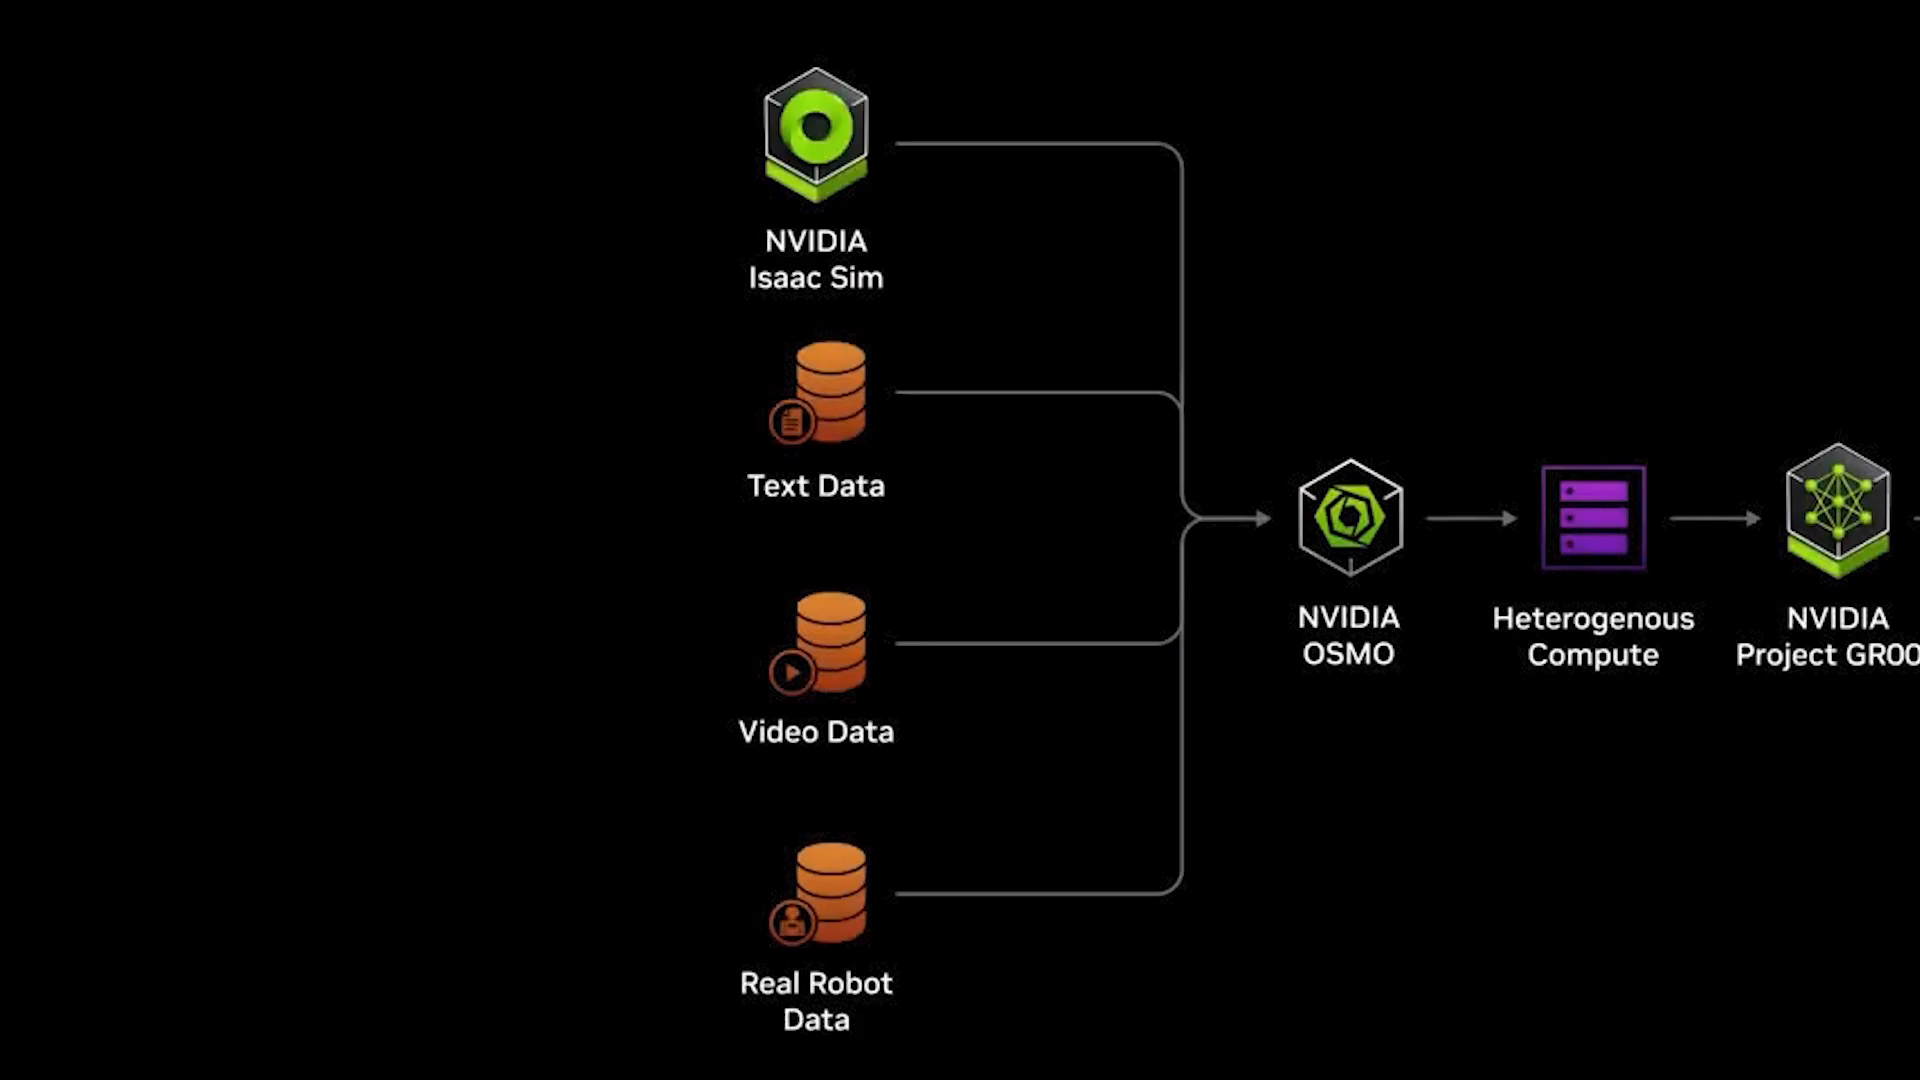 NVIDIA
Isaac Sim
Text Data
Video Data
Real Robot
Data
NVIDIA
OSMO
Heterogenous
Compute
NVIDIA
Project GR00